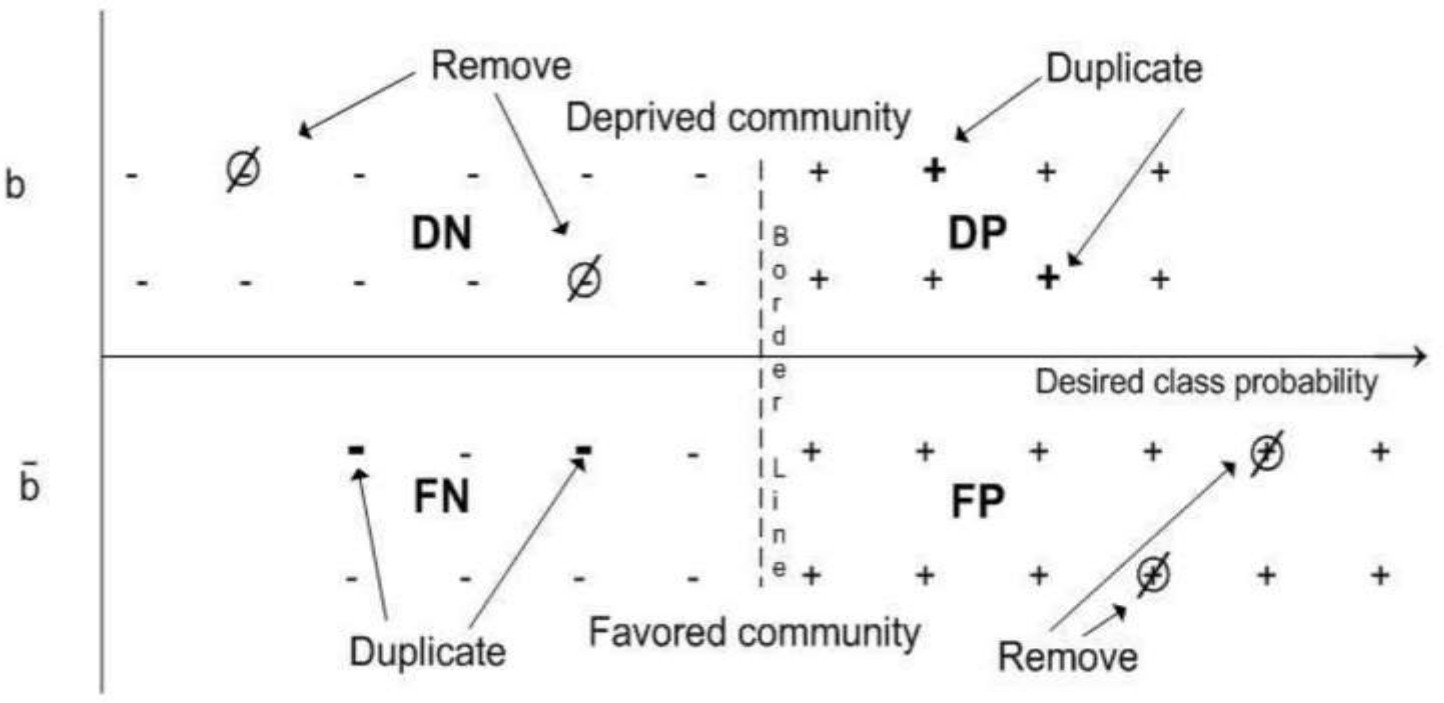 Remove
Duplicate
Deprived community
b
- Ø - - - - + + + +
DN
DP
- - - - Ø - + + + +
Border Line
Desired class probability
b̄
- - - - + + + + Ø +
FN
FP
- - - - + + + Ø + +
Duplicate
Favored community
Remove